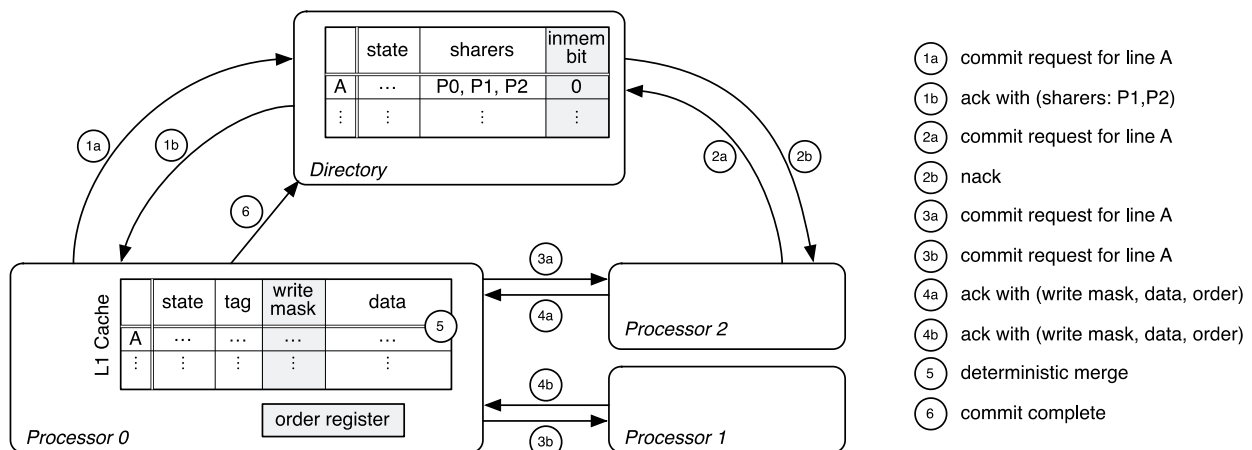 state sharers inmem bit
A ... P0, P1, P2 0
⋮ ⋮ ⋮ ⋮
Directory
1a
1b
2a
2b
6
L1 Cache
state tag write mask data
A ... ... ... ...
⋮ ⋮ ⋮ ⋮ ⋮
5
order register
Processor 0
3a
4a
Processor 2
4b
3b
Processor 1
1a commit request for line A
1b ack with (sharers: P1,P2)
2a commit request for line A
2b nack
3a commit request for line A
3b commit request for line A
4a ack with (write mask, data, order)
4b ack with (write mask, data, order)
5 deterministic merge
6 commit complete